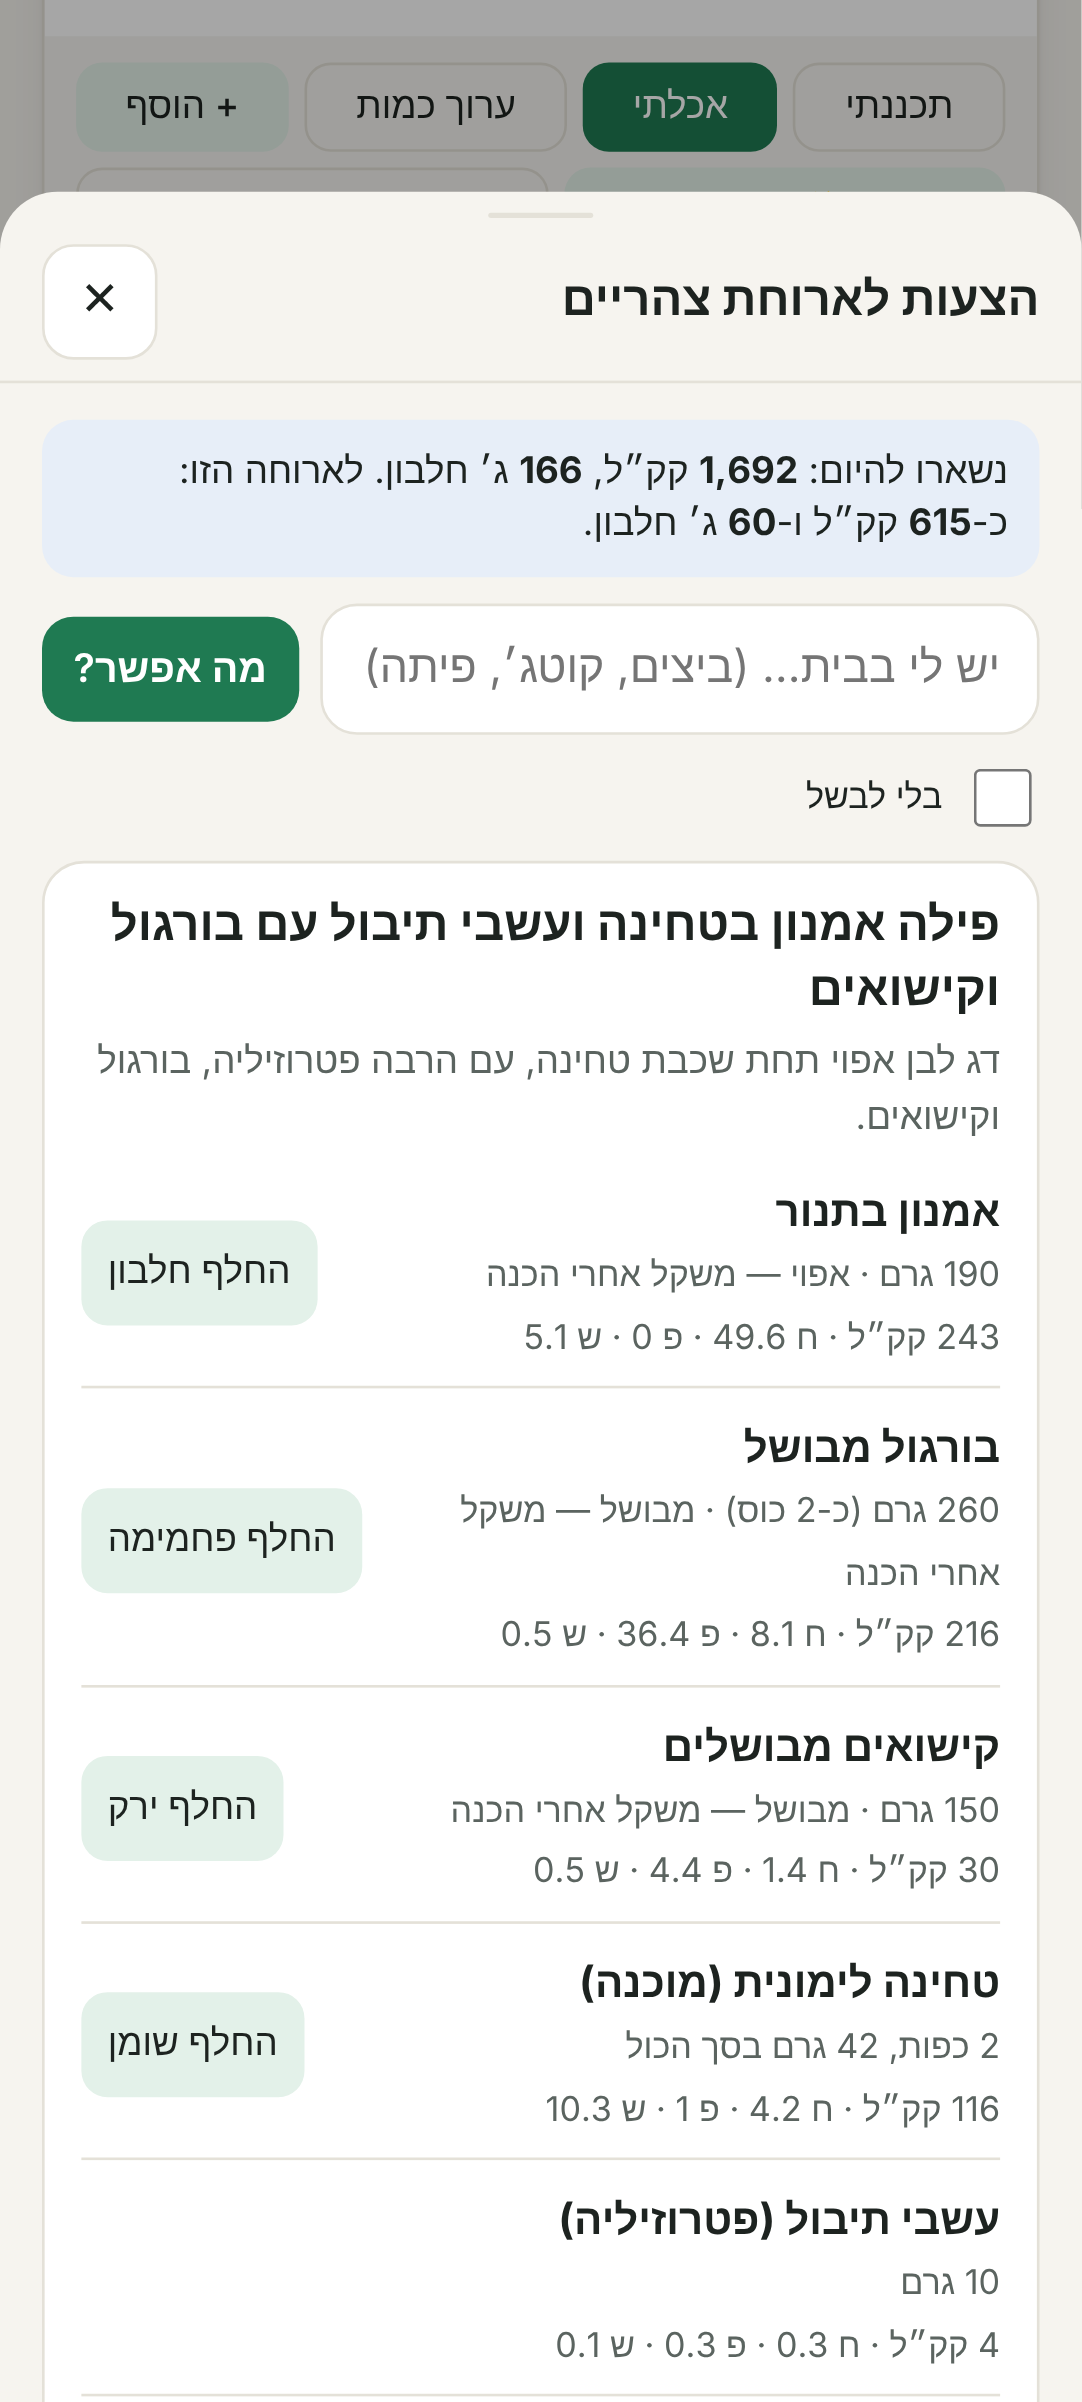 תכננתי
אכלתי
ערוך כמות
+ הוסף
הצעות לארוחת צהריים
✕
נשארו להיום: 1,692 קק״ל, 166 ג׳ חלבון. לארוחה הזו:
כ-615 קק״ל ו-60 ג׳ חלבון.
יש לי בבית... (ביצים, קוטג׳, פיתה)
מה אפשר?
בלי לבשל
פילה אמנון בטחינה ועשבי תיבול עם בורגול
וקישואים
דג לבן אפוי תחת שכבת טחינה, עם הרבה פטרוזיליה, בורגול
וקישואים.
אמנון בתנור
190 גרם · אפוי — משקל אחרי הכנה
243 קק״ל · ח 49.6 · פ 0 · ש 5.1
החלף חלבון
בורגול מבושל
260 גרם (כ-2 כוס) · מבושל — משקל
אחרי הכנה
216 קק״ל · ח 8.1 · פ 36.4 · ש 0.5
החלף פחמימה
קישואים מבושלים
150 גרם · מבושל — משקל אחרי הכנה
30 קק״ל · ח 1.4 · פ 4.4 · ש 0.5
החלף ירק
טחינה לימונית (מוכנה)
2 כפות, 42 גרם בסך הכול
116 קק״ל · ח 4.2 · פ 1 · ש 10.3
החלף שומן
עשבי תיבול (פטרוזיליה)
10 גרם
4 קק״ל · ח 0.3 · פ 0.3 · ש 0.1